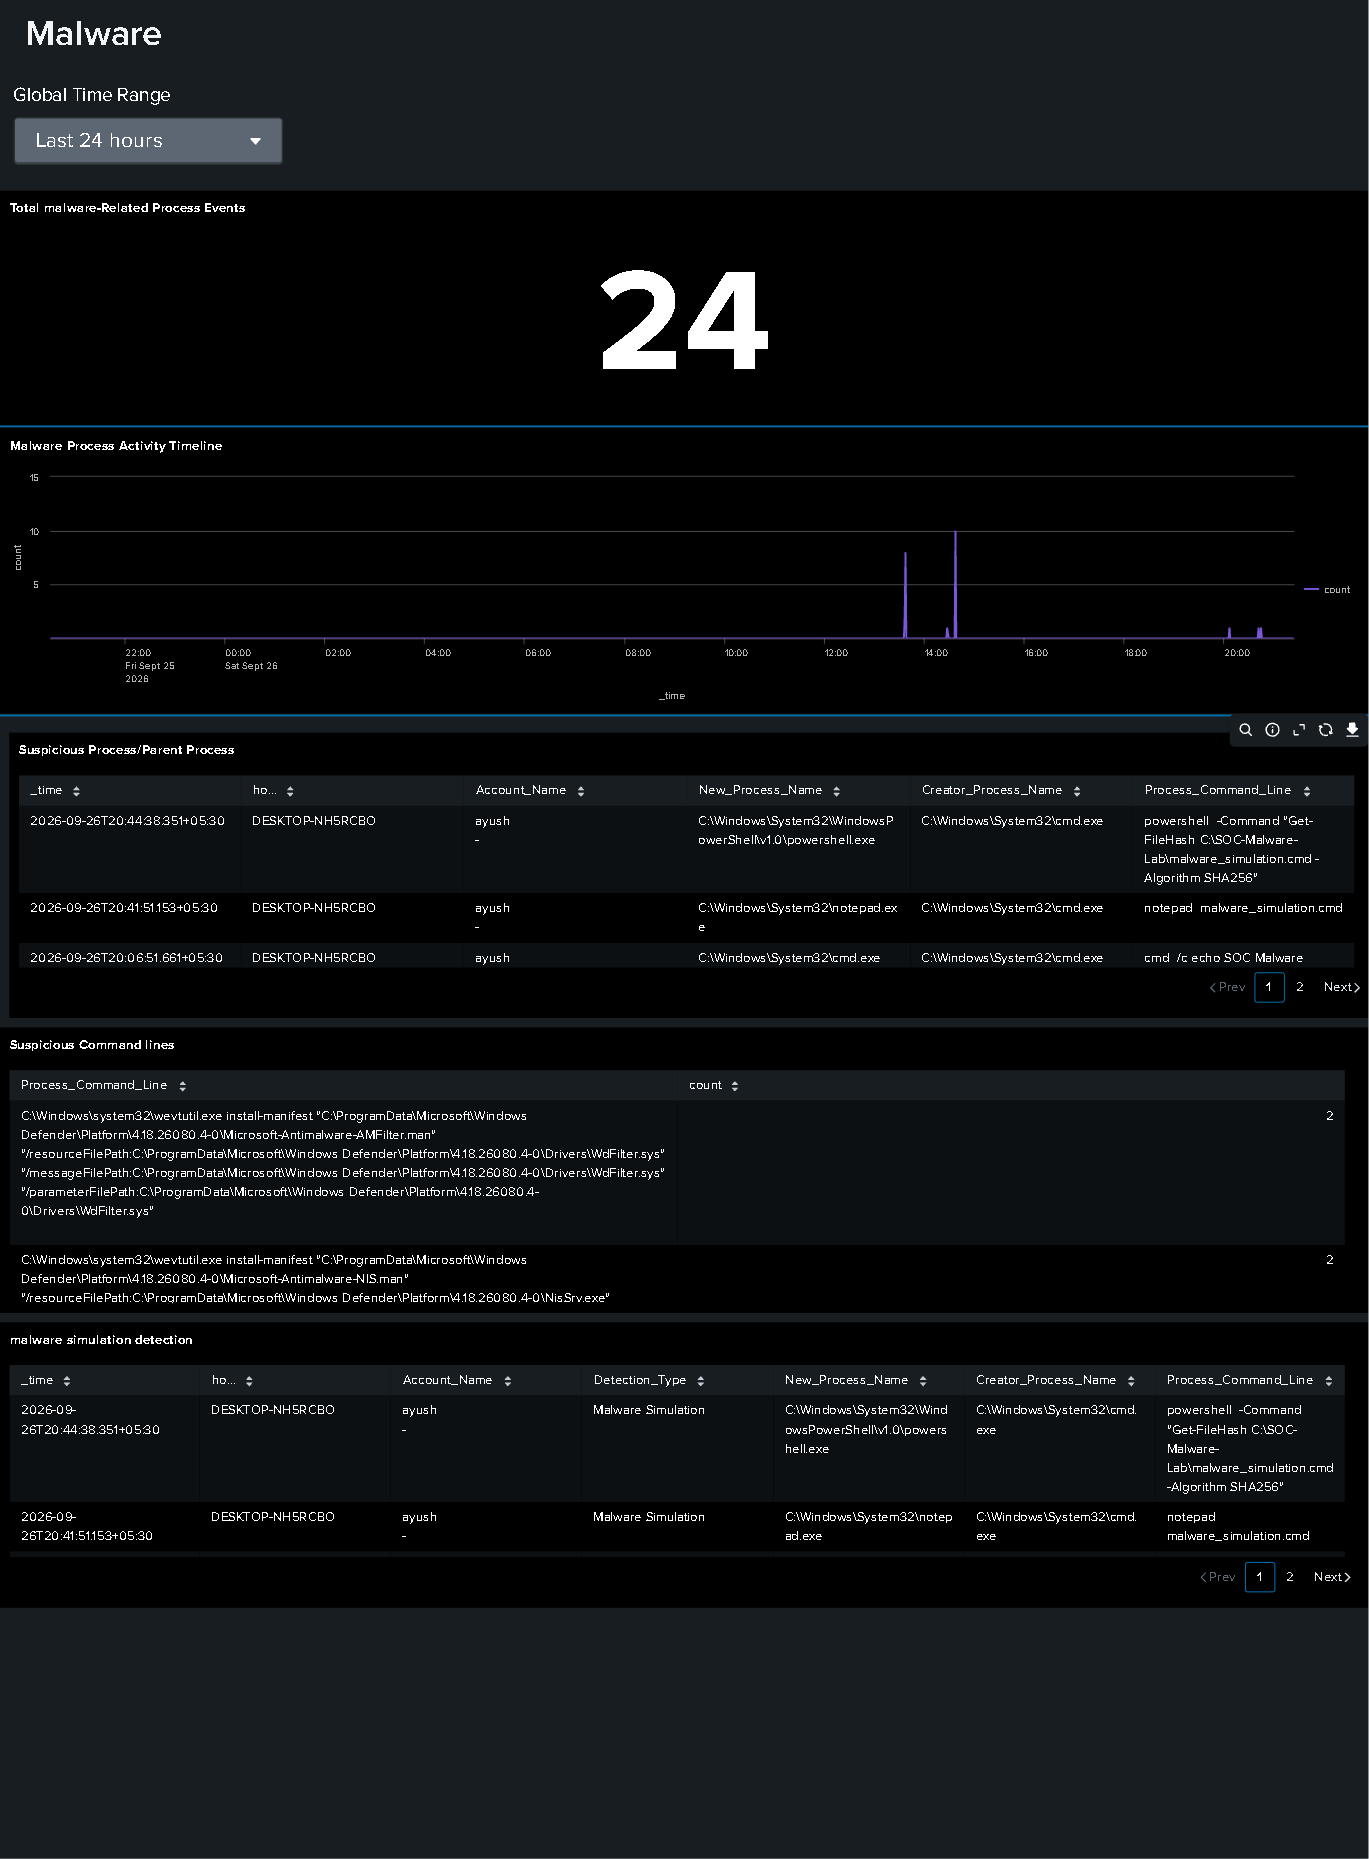 Malware
Global Time Range
Last 24 hours
Total malware-Related Process Events
24
Malware Process Activity Timeline
15
10
5
count
count
22:00
Fri Sept 25
2026
00:00
Sat Sept 26
02:00
04:00
06:00
08:00
10:00
12:00
14:00
16:00
18:00
20:00
_time
Suspicious Process/Parent Process
_time ho... Account_Name New_Process_Name Creator_Process_Name Process_Command_Line
2026-09-26T20:44:38.351+05:30 DESKTOP-NH5RCBO ayush C:\Windows\System32\WindowsP C:\Windows\System32\cmd.exe powershell -Command "Get-
- owerShell\v1.0\powershell.exe FileHash C:\SOC-Malware-
Lab\malware_simulation.cmd -
Algorithm SHA256"
2026-09-26T20:41:51.153+05:30 DESKTOP-NH5RCBO ayush C:\Windows\System32\notepad.ex C:\Windows\System32\cmd.exe notepad malware_simulation.cmd
- e
2026-09-26T20:06:51.661+05:30 DESKTOP-NH5RCBO ayush C:\Windows\System32\cmd.exe C:\Windows\System32\cmd.exe cmd /c echo SOC Malware
Prev 1 2 Next
Suspicious Command lines
Process_Command_Line count
C:\Windows\system32\wevtutil.exe install-manifest "C:\ProgramData\Microsoft\Windows 2
Defender\Platform\4.18.26080.4-0\Microsoft-Antimalware-AMFilter.man"
"/resourceFilePath:C:\ProgramData\Microsoft\Windows Defender\Platform\4.18.26080.4-0\Drivers\WdFilter.sys"
"/messageFilePath:C:\ProgramData\Microsoft\Windows Defender\Platform\4.18.26080.4-0\Drivers\WdFilter.sys"
"/parameterFilePath:C:\ProgramData\Microsoft\Windows Defender\Platform\4.18.26080.4-
0\Drivers\WdFilter.sys"
C:\Windows\system32\wevtutil.exe install-manifest "C:\ProgramData\Microsoft\Windows 2
Defender\Platform\4.18.26080.4-0\Microsoft-Antimalware-NIS.man"
"/resourceFilePath:C:\ProgramData\Microsoft\Windows Defender\Platform\4.18.26080.4-0\NisSrv.exe"
malware simulation detection
_time ho... Account_Name Detection_Type New_Process_Name Creator_Process_Name Process_Command_Line
2026-09- DESKTOP-NH5RCBO ayush Malware Simulation C:\Windows\System32\Wind C:\Windows\System32\cmd. powershell -Command
26T20:44:38.351+05:30 - owsPowerShell\v1.0\powers exe "Get-FileHash C:\SOC-
hell.exe Malware-
Lab\malware_simulation.cmd
-Algorithm SHA256"
2026-09- DESKTOP-NH5RCBO ayush Malware Simulation C:\Windows\System32\notep C:\Windows\System32\cmd. notepad
26T20:41:51.153+05:30 - ad.exe exe malware_simulation.cmd
Prev 1 2 Next